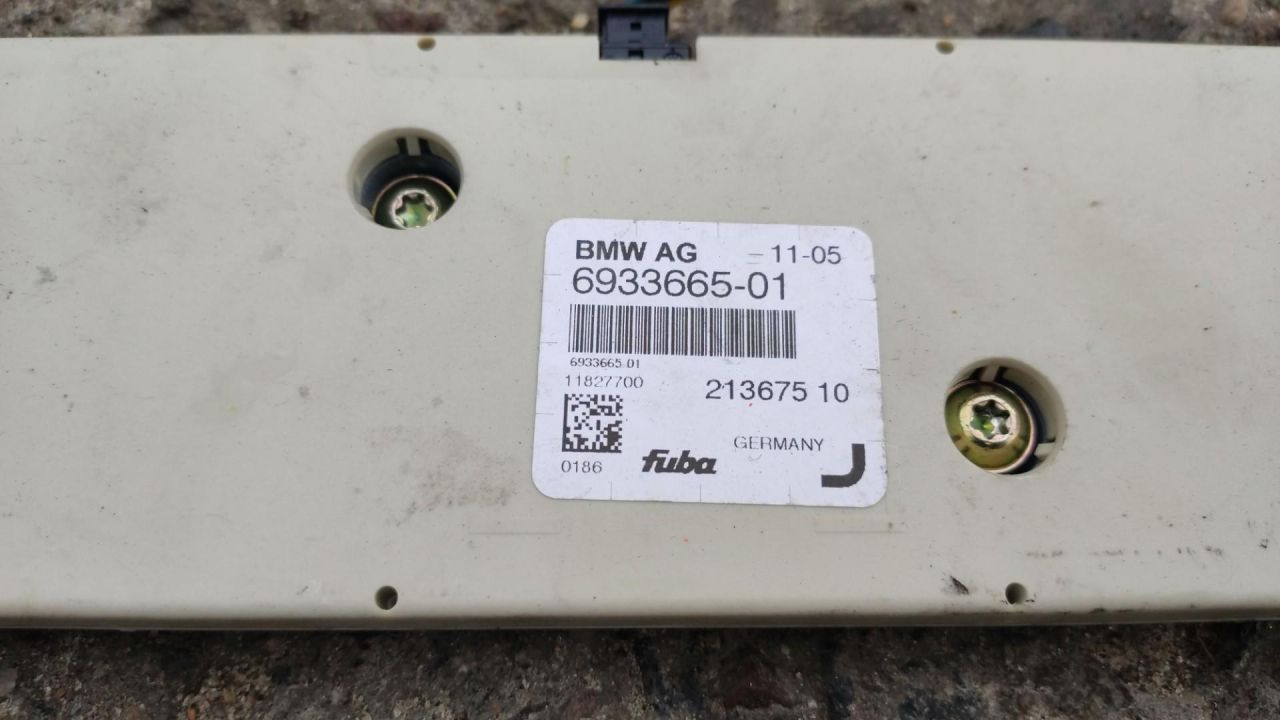 BMW AG – 11-05
6933665-01
6933665 01
11827700
213675 10
GERMANY
0186
fuba